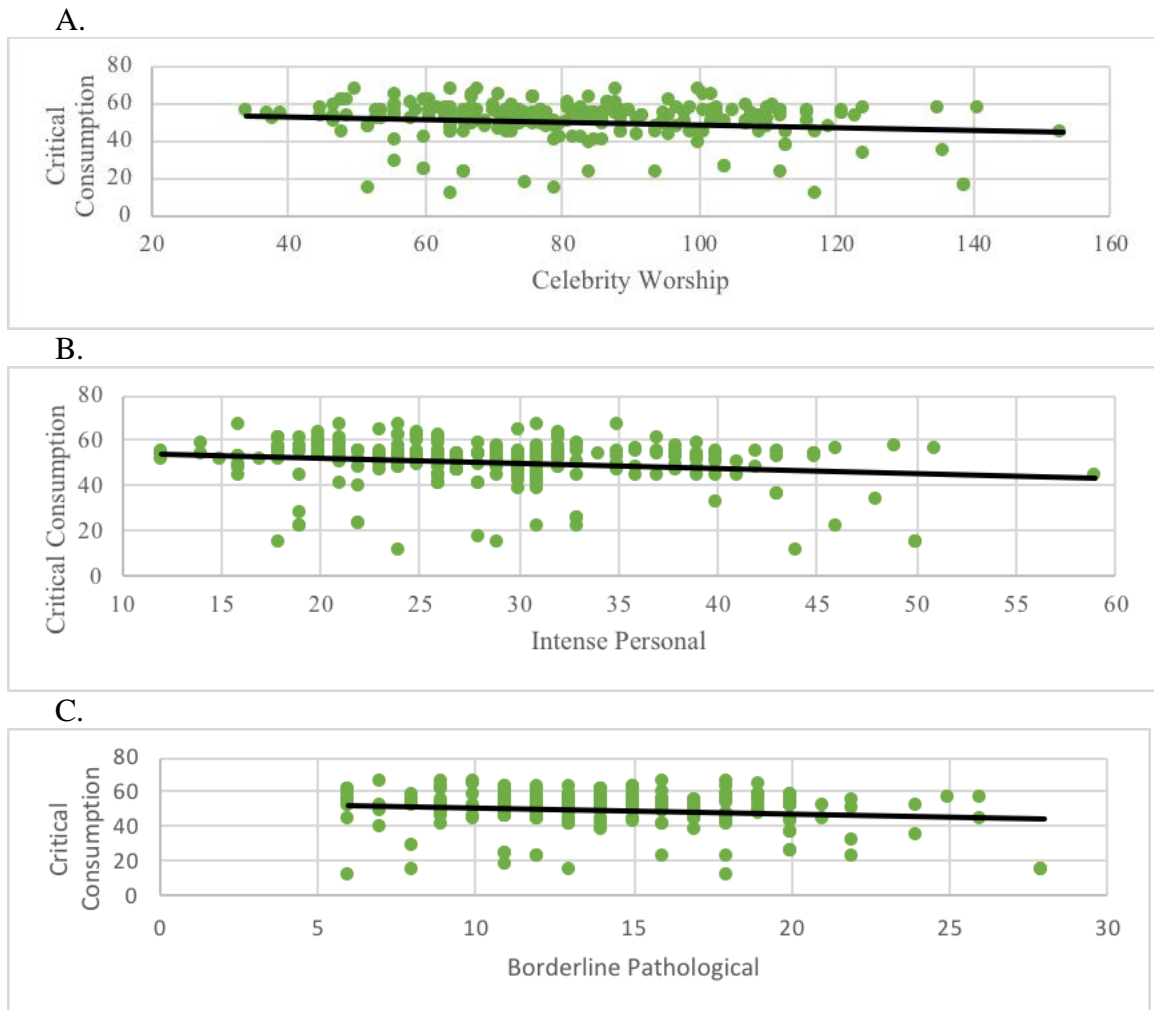 A.
80
60
40
20
0
Critical
Consumption
20 40 60 80 100 120 140 160
Celebrity Worship
B.
80
60
40
20
0
Critical Consumption
10 15 20 25 30 35 40 45 50 55 60
Intense Personal
C.
80
60
40
20
0
Critical
Consumption
0 5 10 15 20 25 30
Borderline Pathological